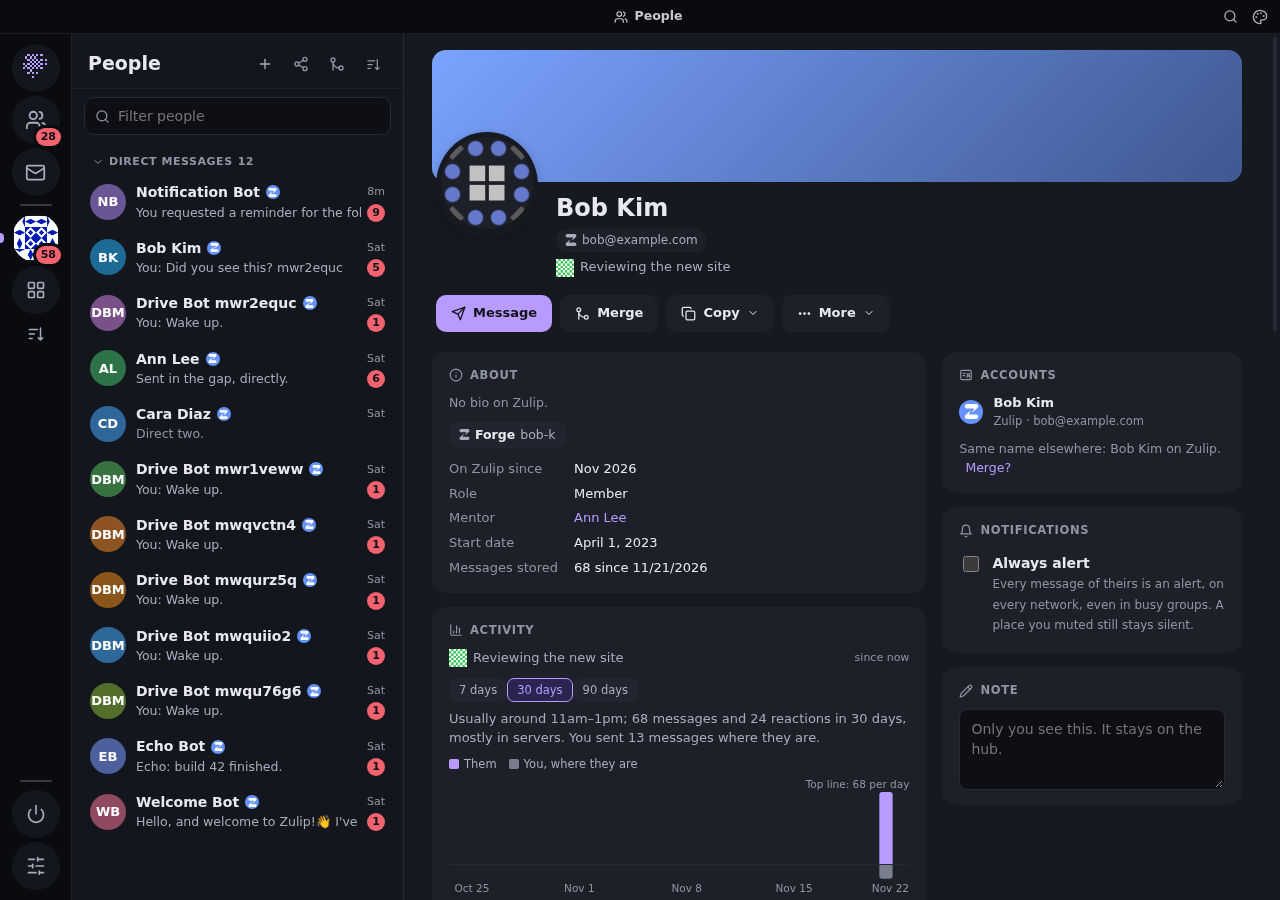 People
People
28
58
Filter people
DIRECT MESSAGES 12
NB
Notification Bot
8m
You requested a reminder for the fol
9
BK
Bob Kim
Sat
You: Did you see this? mwr2equc
5
DBM
Drive Bot mwr2equc
Sat
You: Wake up.
1
AL
Ann Lee
Sat
Sent in the gap, directly.
6
CD
Cara Diaz
Sat
Direct two.
DBM
Drive Bot mwr1veww
Sat
You: Wake up.
1
DBM
Drive Bot mwqvctn4
Sat
You: Wake up.
1
DBM
Drive Bot mwqurz5q
Sat
You: Wake up.
1
DBM
Drive Bot mwquiio2
Sat
You: Wake up.
1
DBM
Drive Bot mwqu76g6
Sat
You: Wake up.
1
EB
Echo Bot
Sat
Echo: build 42 finished.
1
WB
Welcome Bot
Sat
Hello, and welcome to Zulip!👋 I've
1
Bob Kim
bob@example.com
Reviewing the new site
Message
Merge
Copy
More
ABOUT
No bio on Zulip.
Forge bob-k
On Zulip since Nov 2026
Role Member
Mentor Ann Lee
Start date April 1, 2023
Messages stored 68 since 11/21/2026
ACTIVITY
Reviewing the new site
since now
7 days 30 days 90 days
Usually around 11am–1pm; 68 messages and 24 reactions in 30 days,
mostly in servers. You sent 13 messages where they are.
Them You, where they are
Top line: 68 per day
Oct 25 Nov 1 Nov 8 Nov 15 Nov 22
ACCOUNTS
Bob Kim
Zulip · bob@example.com
Same name elsewhere: Bob Kim on Zulip.
Merge?
NOTIFICATIONS
Always alert
Every message of theirs is an alert, on
every network, even in busy groups. A
place you muted still stays silent.
NOTE
Only you see this. It stays on the
hub.